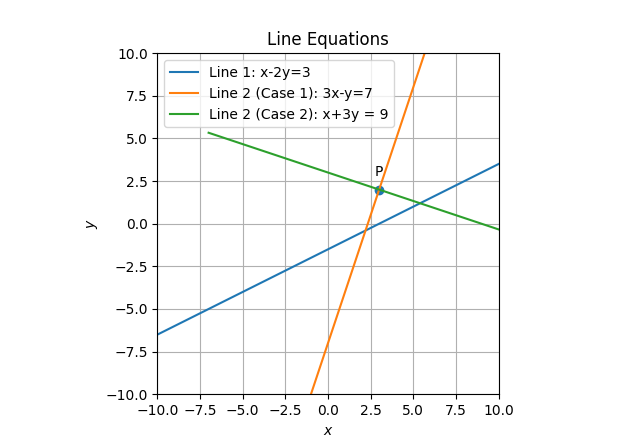 Line Equations
Line 1: x-2y=3
Line 2 (Case 1): 3x-y=7
Line 2 (Case 2): x+3y = 9
P
10.0
7.5
5.0
2.5
0.0
−2.5
−5.0
−7.5
−10.0
y
−10.0 −7.5 −5.0 −2.5 0.0 2.5 5.0 7.5 10.0
x